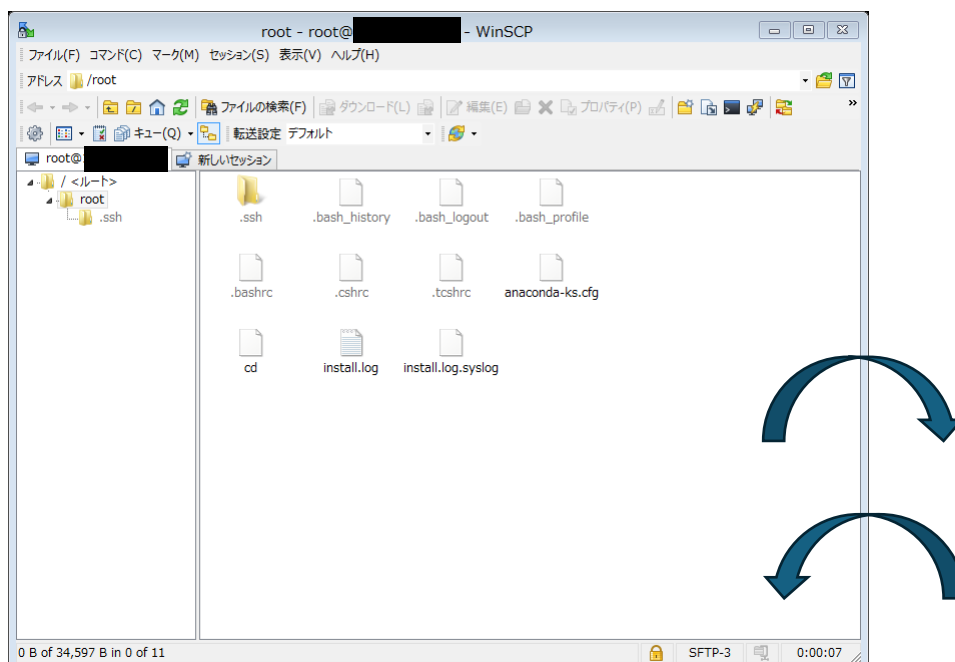 root - root@ - WinSCP
ファイル(F) コマンド(C) マーク(M) セッション(S) 表示(V) ヘルプ(H)
アドレス /root
ファイルの検索(F) ダウンロード(L) 編集(E) プロパティ(P) »
キュー(Q) 転送設定 デフォルト
root@ 新しいセッション
/ <ルート>
root
.ssh
.ssh .bash_history .bash_logout .bash_profile
.bashrc .cshrc .tcshrc anaconda-ks.cfg
cd install.log install.log.syslog
0 B of 34,597 B in 0 of 11 SFTP-3 0:00:07